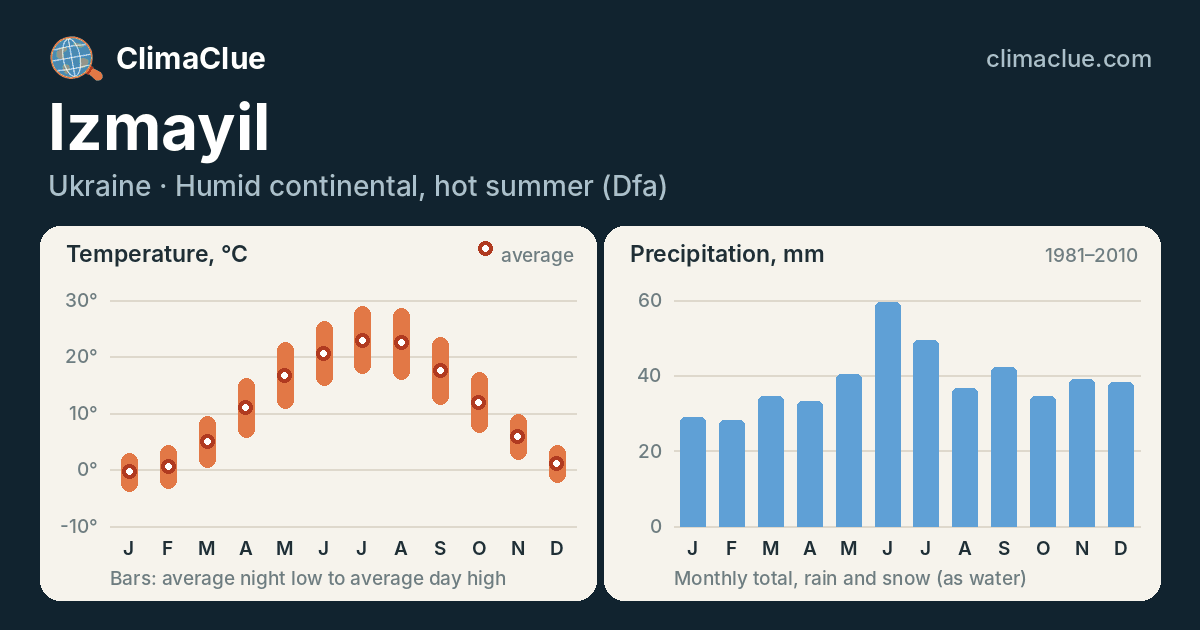 ClimaClue
climaclue.com
Izmayil
Ukraine · Humid continental, hot summer (Dfa)
Temperature, °C
average
30°
20°
10°
0°
-10°
J F M A M J J A S O N D
Bars: average night low to average day high
Precipitation, mm
1981–2010
60
40
20
0
J F M A M J J A S O N D
Monthly total, rain and snow (as water)